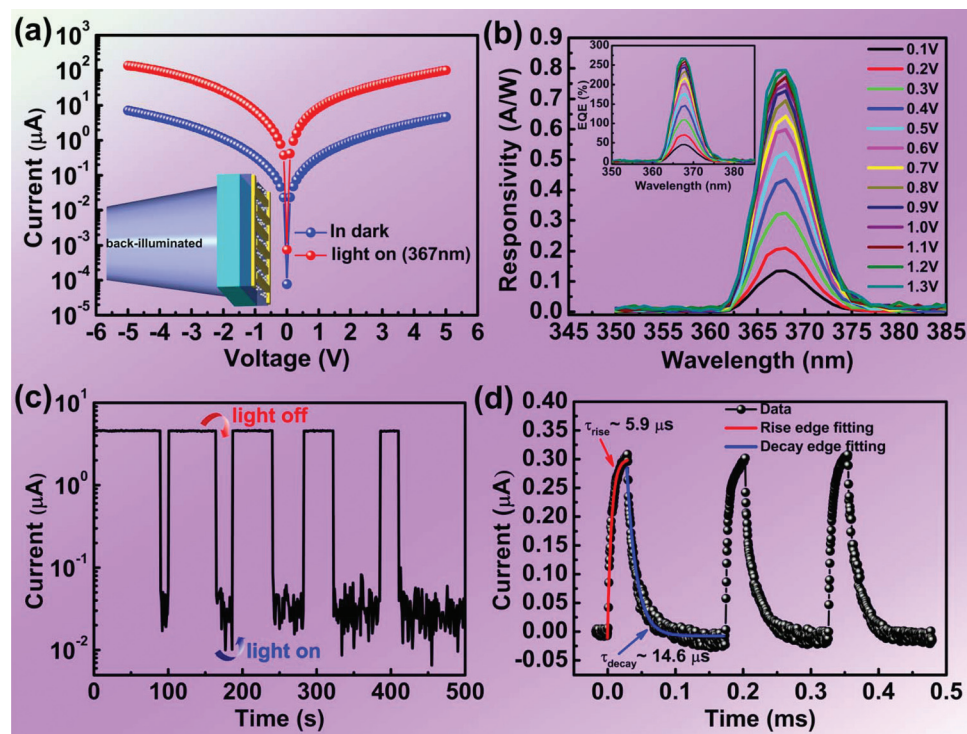 (a)
10³
10²
10¹
10⁰
10⁻¹
10⁻²
10⁻³
10⁻⁴
10⁻⁵
Current (μA)
back-illuminated
In dark
light on (367nm)
-6 -5 -4 -3 -2 -1 0 1 2 3 4 5 6
Voltage (V)
(b)
0.9
0.8
0.7
0.6
0.5
0.4
0.3
0.2
0.1
0.0
Responsivity (A/W)
300
250
200
150
100
50
0
EQE (%)
350 360 370 380
Wavelength (nm)
0.1V
0.2V
0.3V
0.4V
0.5V
0.6V
0.7V
0.8V
0.9V
1.0V
1.1V
1.2V
1.3V
345 350 355 360 365 370 375 380 385
Wavelength (nm)
(c)
10¹
10⁰
10⁻¹
10⁻²
Current (μA)
light off
light on
0 100 200 300 400 500
Time (s)
(d)
0.40
0.35
0.30
0.25
0.20
0.15
0.10
0.05
0.00
-0.05
Current (μA)
Data
Rise edge fitting
Decay edge fitting
τrise~ 5.9 μs
τdecay~ 14.6 μs
0.0 0.1 0.2 0.3 0.4 0.5
Time (ms)